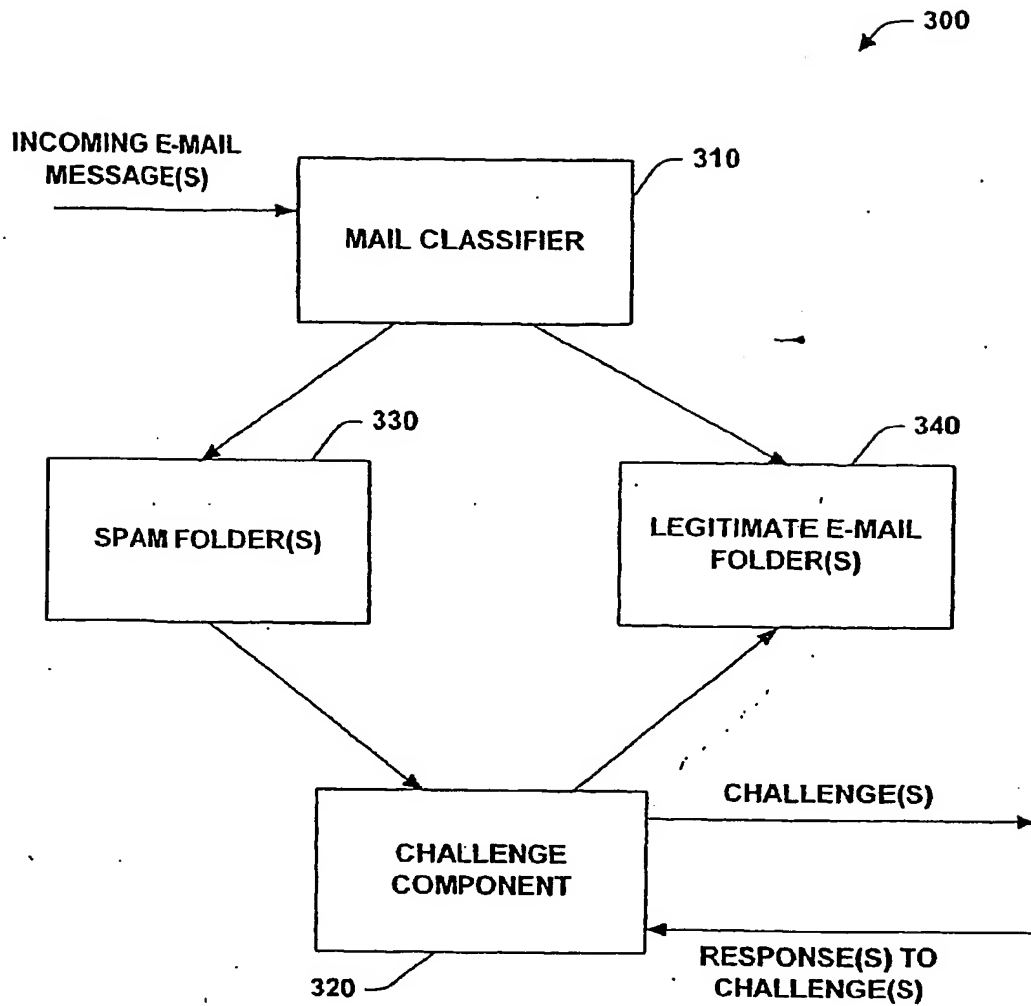 300
INCOMING E-MAIL
MESSAGE(S)
310
MAIL CLASSIFIER
330
340
SPAM FOLDER(S)
LEGITIMATE E-MAIL
FOLDER(S)
CHALLENGE(S)
CHALLENGE
COMPONENT
RESPONSE(S) TO
CHALLENGE(S)
320